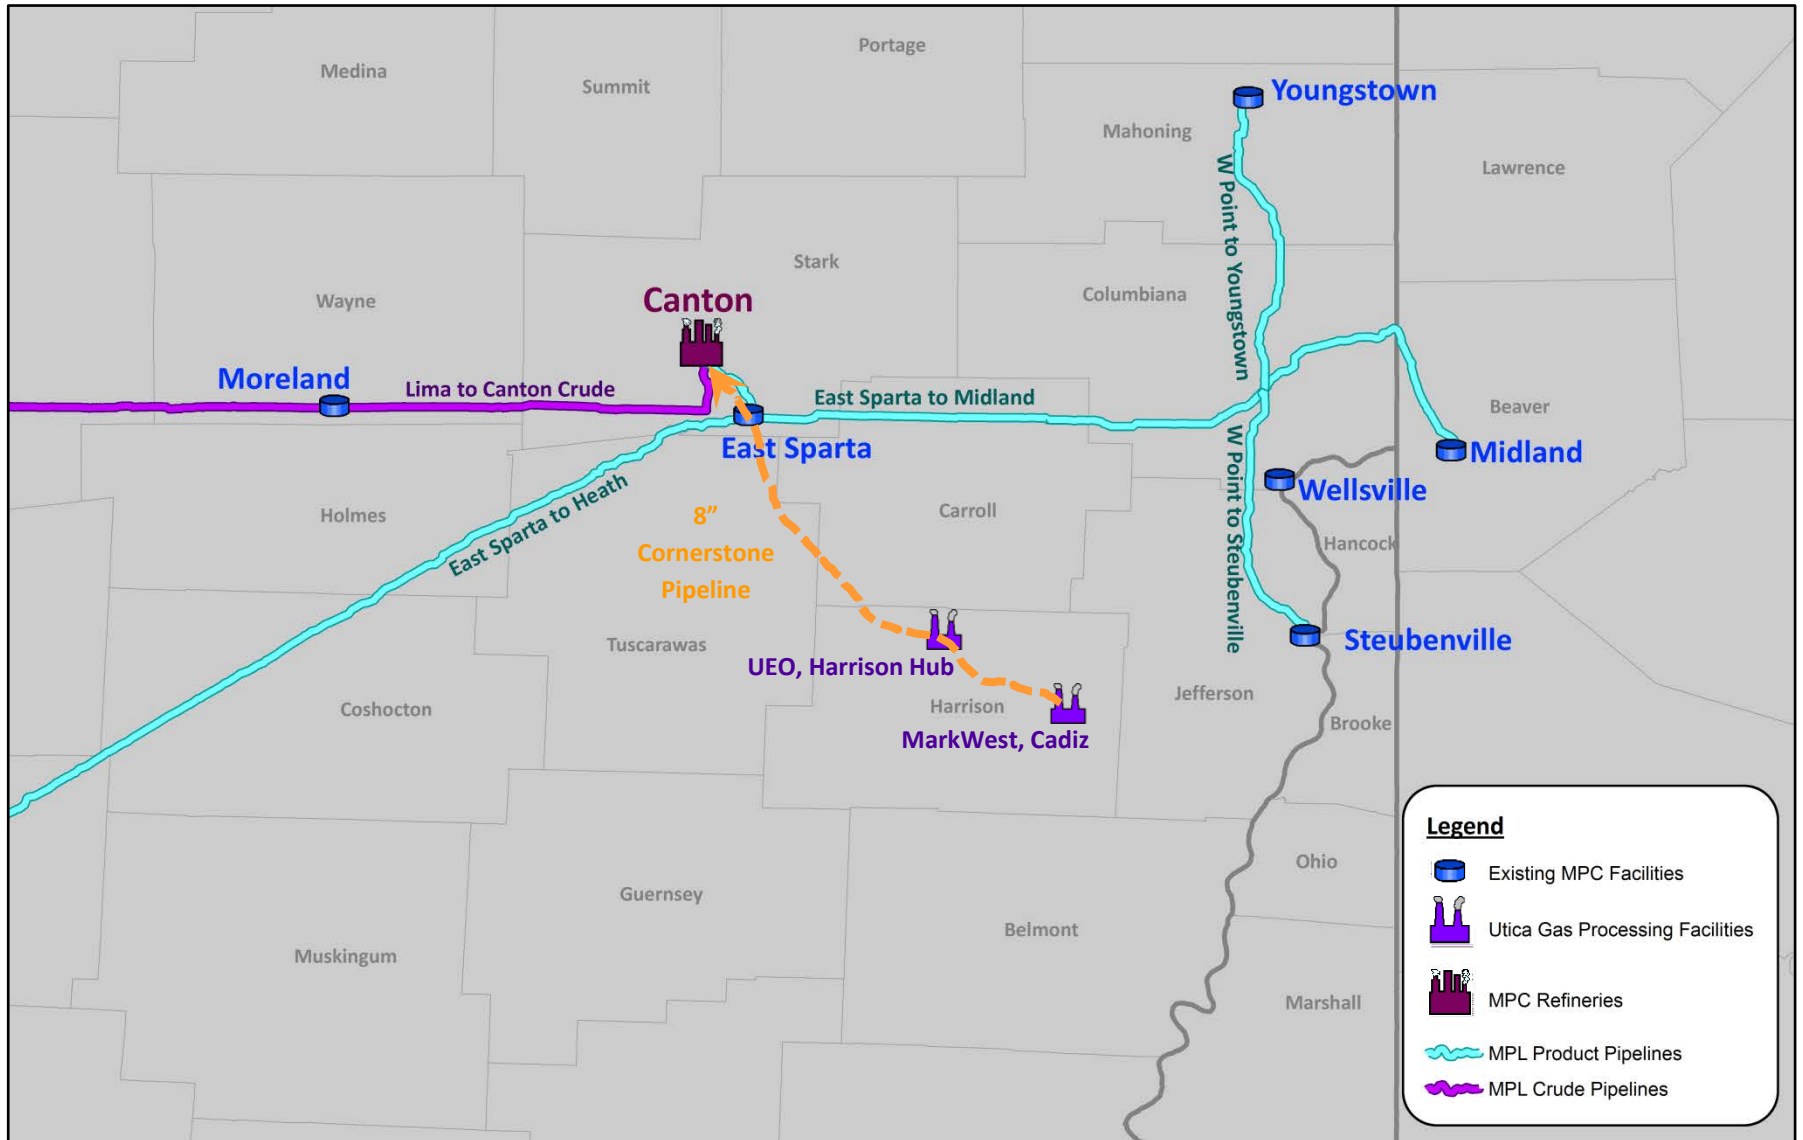 Portage
Medina
Summit
Youngstown
Mahoning
Lawrence
W Point to Youngstown
Stark
Columbiana
Wayne
Canton
Moreland
Lima to Canton Crude
East Sparta to Midland
Beaver
East Sparta
Midland
Wellsville
W Point to Steubenville
East Sparta to Heath
Holmes
Carroll
8”
Cornerstone
Pipeline
Hancock
Tuscarawas
Steubenville
UEO, Harrison Hub
Jefferson
Harrison
Coshocton
Brooke
MarkWest, Cadiz
Ohio
Guernsey
Belmont
Muskingum
Marshall
Legend
Existing MPC Facilities
Utica Gas Processing Facilities
MPC Refineries
MPL Product Pipelines
MPL Crude Pipelines